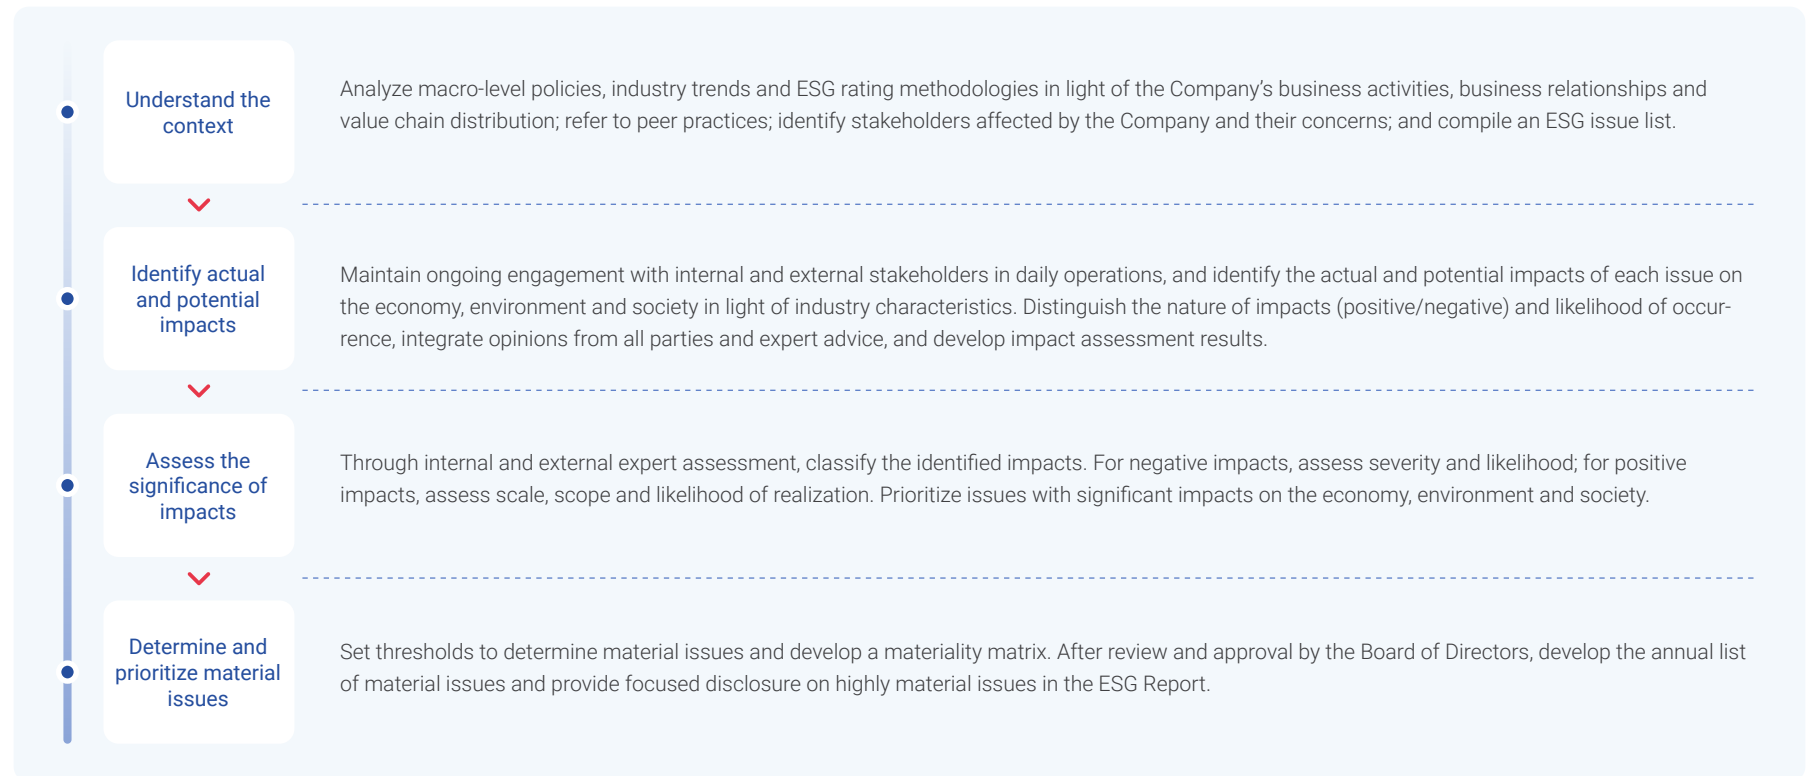 Understand the
context
Analyze macro-level policies, industry trends and ESG rating methodologies in light of the Company's business activities, business relationships and
value chain distribution; refer to peer practices; identify stakeholders affected by the Company and their concerns; and compile an ESG issue list.
Identify actual
and potential
impacts
Maintain ongoing engagement with internal and external stakeholders in daily operations, and identify the actual and potential impacts of each issue on
the economy, environment and society in light of industry characteristics. Distinguish the nature of impacts (positive/negative) and likelihood of occur-
rence, integrate opinions from all parties and expert advice, and develop impact assessment results.
Assess the
significance of
impacts
Through internal and external expert assessment, classify the identified impacts. For negative impacts, assess severity and likelihood; for positive
impacts, assess scale, scope and likelihood of realization. Prioritize issues with significant impacts on the economy, environment and society.
Determine and
prioritize material
issues
Set thresholds to determine material issues and develop a materiality matrix. After review and approval by the Board of Directors, develop the annual list
of material issues and provide focused disclosure on highly material issues in the ESG Report.